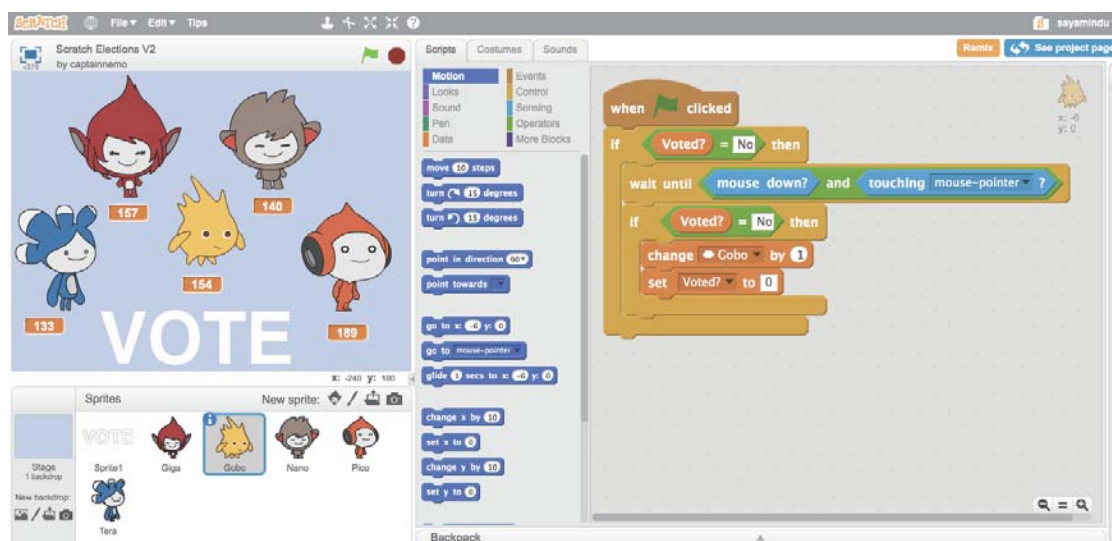 SCRATCH File Edit Tips sayamindu
Scratch Elections V2
by captainnemo
157
140
154
133
189
VOTE
x: -240 y: 180
Sprites New sprite:
Stage
1 backdrop
New backdrop:
VOTE
Sprite1
Giga
Gobo
Nano
Pico
Tera
Scripts Costumes Sounds
Motion Events
Looks Control
Sound Sensing
Pen Operators
Data More Blocks
move 10 steps
turn 15 degrees
turn 15 degrees
point in direction 90
point towards
go to x: -6 y: 0
go to mouse-pointer
glide 1 secs to x: -6 y: 0
change x by 10
set x to 0
change y by 10
set y to 0
Backpack
Remix See project page
x: -6
y: 0
when clicked
if Voted? = No then
wait until mouse down? and touching mouse-pointer ?
if Voted? = No then
change Gobo by 1
set Voted? to 0